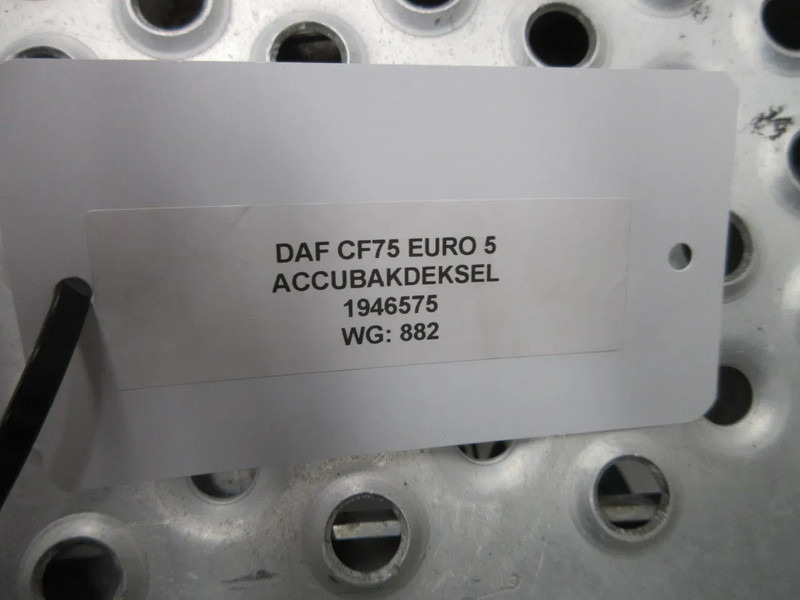 DAF CF75 EURO 5
ACCUBAKDEKSEL
1946575
WG: 882